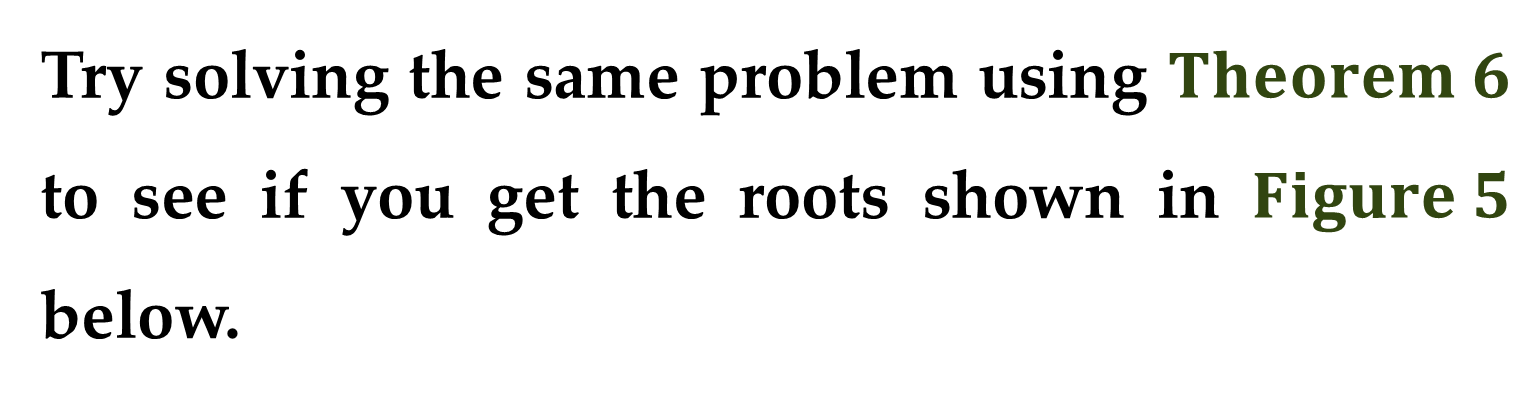 Try solving the same problem using Theorem 6
to see if you get the roots shown in Figure 5
below.